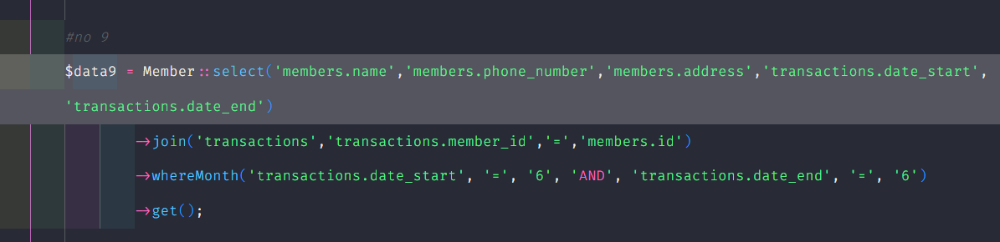 #no 9
$data9 = Member::select('members.name','members.phone_number','members.address','transactions.date_start',
'transactions.date_end')
->join('transactions','transactions.member_id','=','members.id')
->whereMonth('transactions.date_start', '=', '6', 'AND', 'transactions.date_end', '=', '6')
->get();